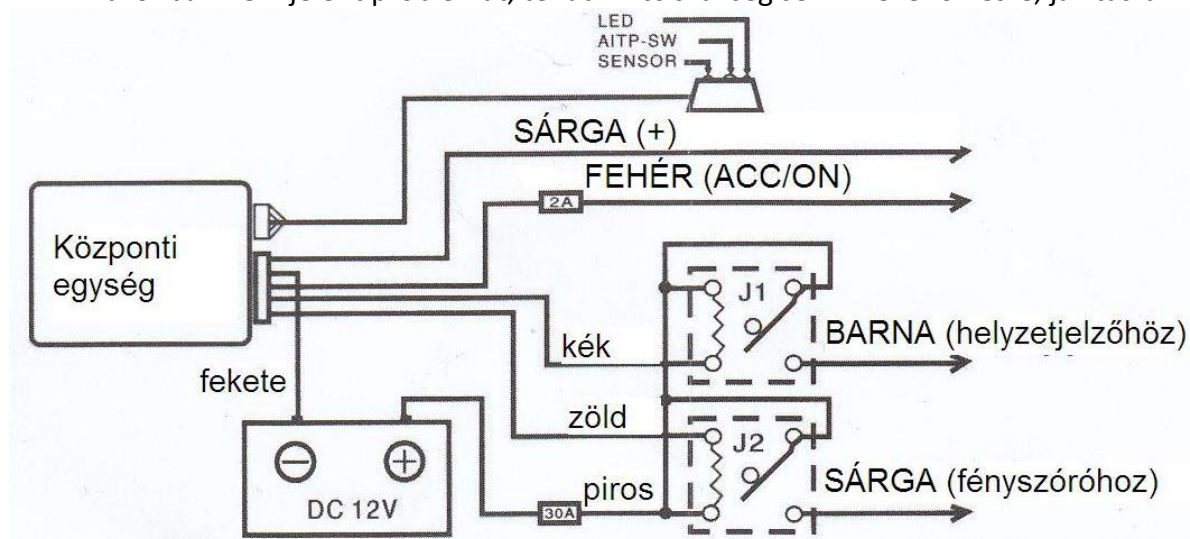 LED
AITP-SW
SENSOR
SÁRGA (+)
FEHÉR (ACC/ON)
2A
Központi
egység
J1
BARNA (helyzetjelzőhöz)
kék
fekete
zöld
J2
SÁRGA (fényszóróhoz)
piros
30A
DC 12V